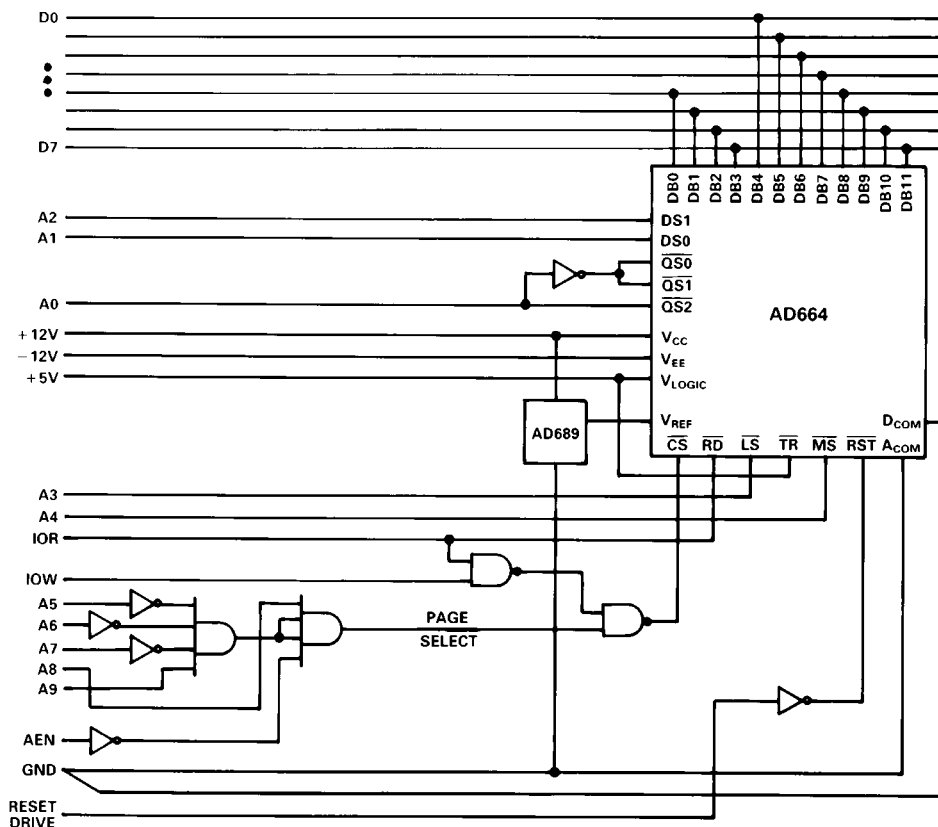 D0
D7
DB0
DB1
DB2
DB3
DB4
DB5
DB6
DB7
DB8
DB9
DB10
DB11
A2
DS1
A1
DS0
QS0
QS1
A0
QS2
AD664
+12V
VCC
−12V
VEE
+5V
VLOGIC
AD689
VREF
DCOM
CS
RD
LS
TR
MS
RST
ACOM
A3
A4
IOR
IOW
A5
A6
A7
A8
A9
PAGE
SELECT
AEN
GND
RESET
DRIVE